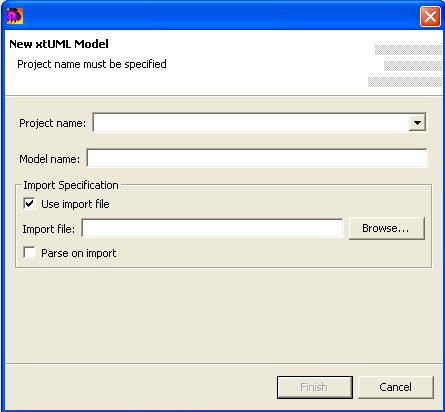 New xtUML Model
Project name must be specified
Project name:
Model name:
Import Specification
Use import file
Import file:
Browse...
Parse on import
Finish
Cancel